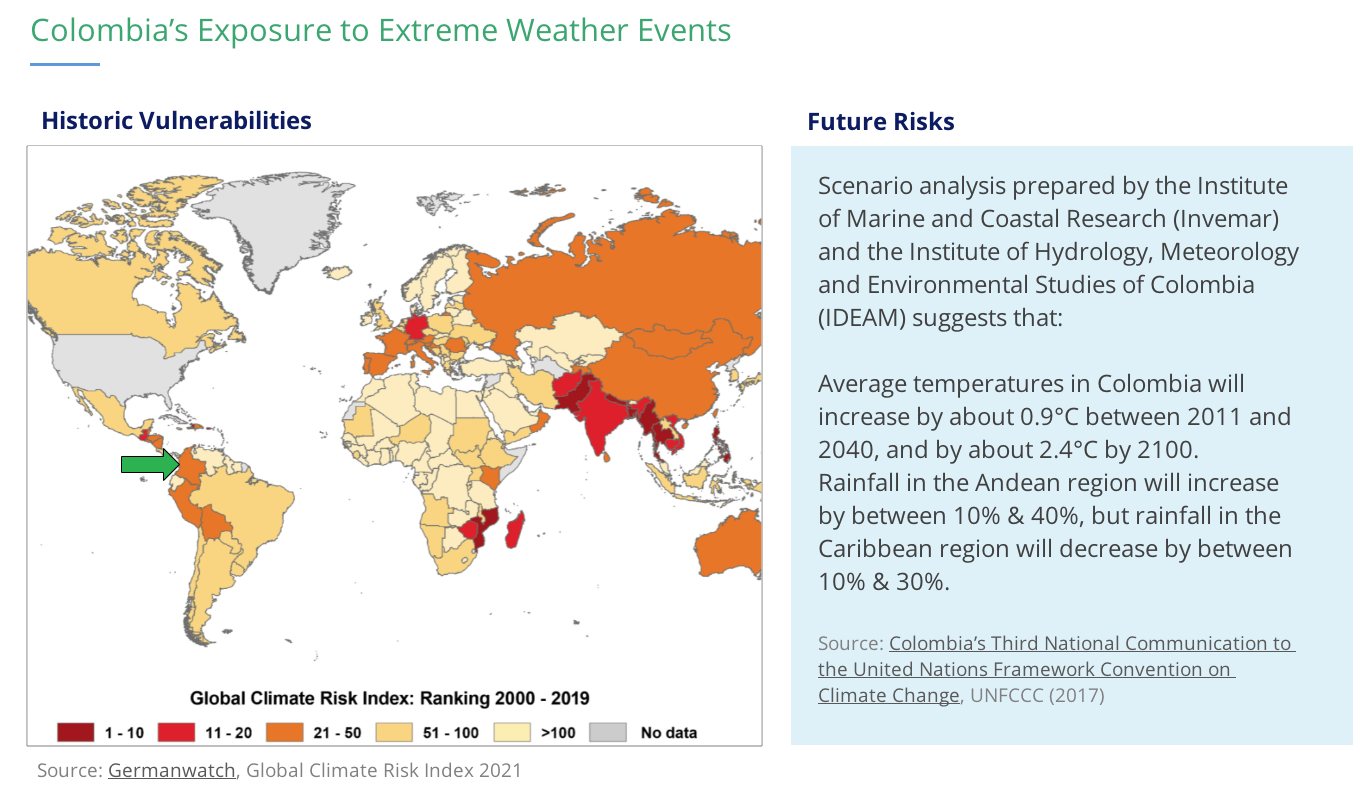 Colombia’s Exposure to Extreme Weather Events
Historic Vulnerabilities
Global Climate Risk Index: Ranking 2000 - 2019
1 - 10
11 - 20
21 - 50
51 - 100
>100
No data
Source: Germanwatch, Global Climate Risk Index 2021
Future Risks
Scenario analysis prepared by the Institute
of Marine and Coastal Research (Invemar)
and the Institute of Hydrology, Meteorology
and Environmental Studies of Colombia
(IDEAM) suggests that:
Average temperatures in Colombia will
increase by about 0.9°C between 2011 and
2040, and by about 2.4°C by 2100.
Rainfall in the Andean region will increase
by between 10% & 40%, but rainfall in the
Caribbean region will decrease by between
10% & 30%.
Source: Colombia’s Third National Communication to
the United Nations Framework Convention on
Climate Change, UNFCCC (2017)